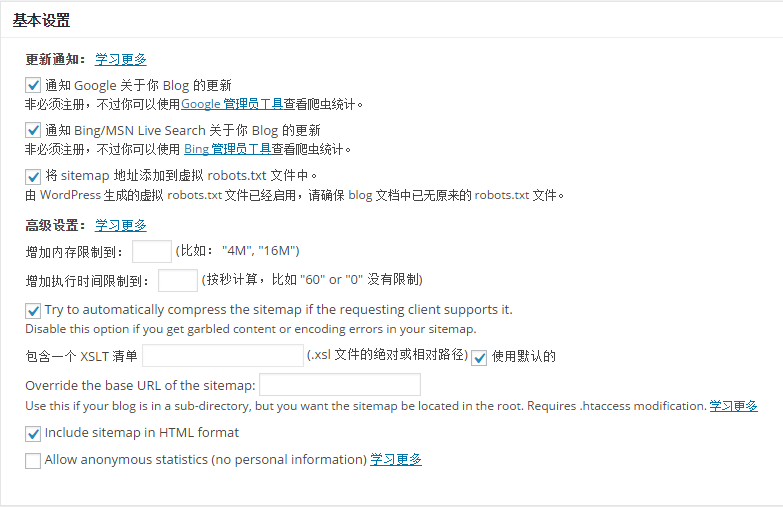 基本设置
更新通知： 学习更多
通知 Google 关于你 Blog 的更新
非必须注册，不过你可以使用Google 管理员工具查看爬虫统计。
通知 Bing/MSN Live Search 关于你 Blog 的更新
非必须注册，不过你可以使用 Bing 管理员工具查看爬虫统计。
将 sitemap 地址添加到虚拟 robots.txt 文件中。
由 WordPress 生成的虚拟 robots.txt 文件已经启用，请确保 blog 文档中已无原来的 robots.txt 文件。
高级设置： 学习更多
增加内存限制到： (比如： "4M", "16M")
增加执行时间限制到： (按秒计算，比如 "60" or "0" 没有限制)
Try to automatically compress the sitemap if the requesting client supports it.
Disable this option if you get garbled content or encoding errors in your sitemap.
包含一个 XSLT 清单 (.xsl 文件的绝对或相对路径) 使用默认的
Override the base URL of the sitemap:
Use this if your blog is in a sub-directory, but you want the sitemap be located in the root. Requires .htaccess modification. 学习更多
Include sitemap in HTML format
Allow anonymous statistics (no personal information) 学习更多